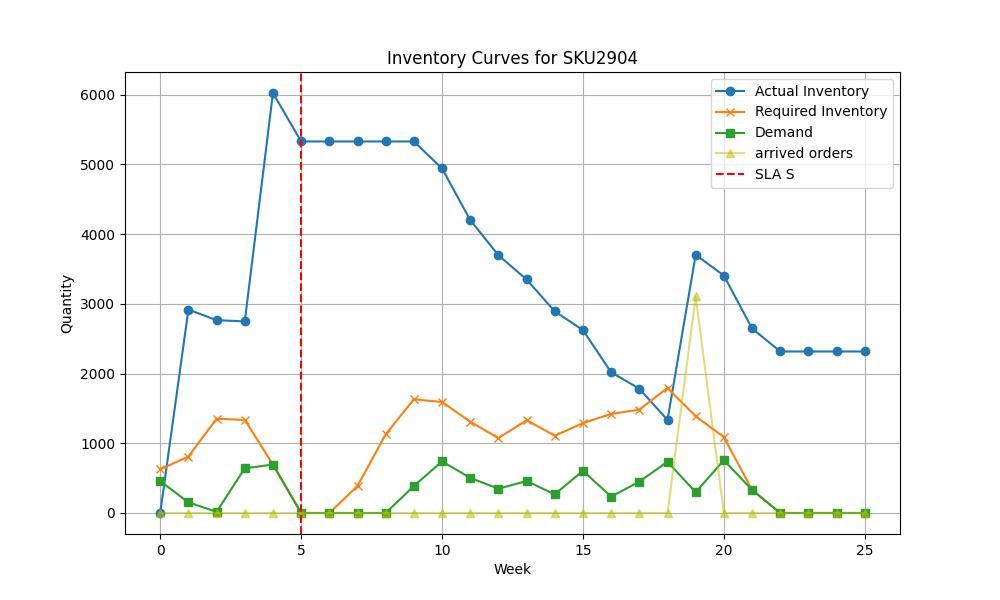 Inventory Curves for SKU2904
Actual Inventory
Required Inventory
Demand
arrived orders
SLA S
Quantity
6000
5000
4000
3000
2000
1000
0
0 5 10 15 20 25
Week